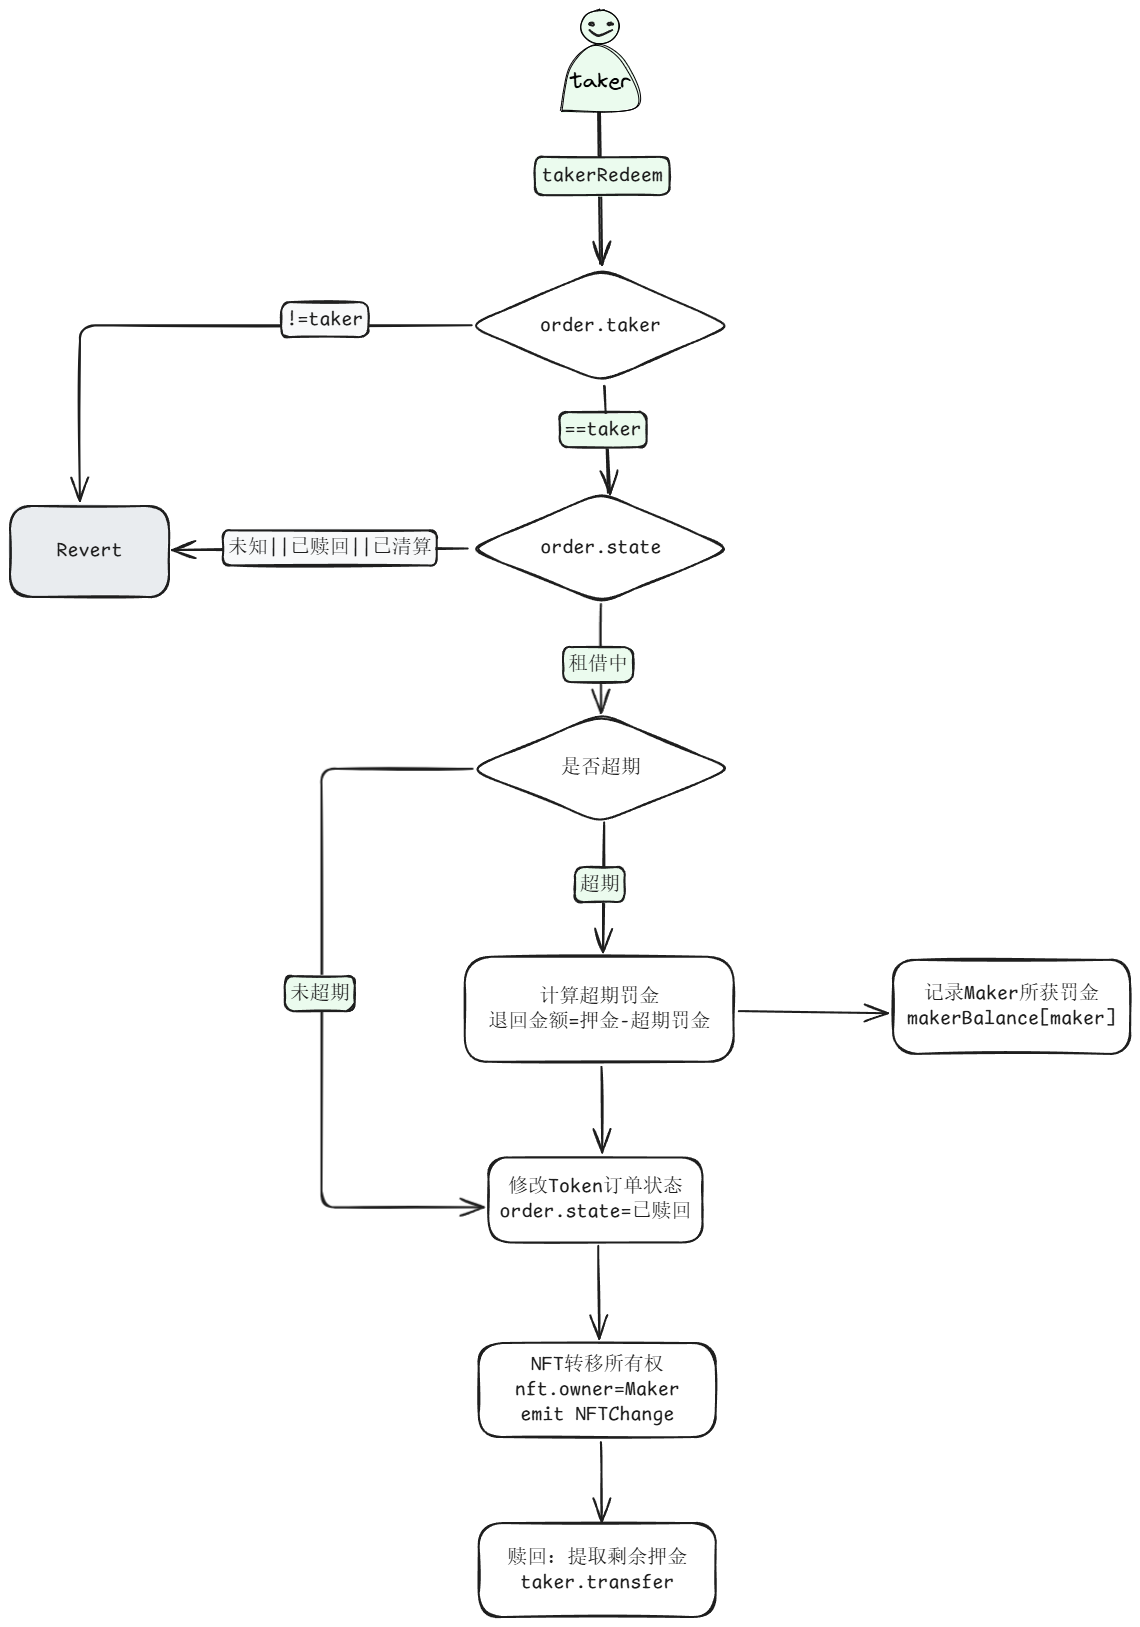 taker
takerRedeem
order.taker
!=taker
==taker
order.state
未知||已赎回||已清算
Revert
租借中
是否超期
超期
未超期
计算超期罚金
退回金额=押金-超期罚金
记录Maker所获罚金
makerBalance[maker]
修改Token订单状态
order.state=已赎回
NFT转移所有权
nft.owner=Maker
emit NFTChange
赎回：提取剩余押金
taker.transfer